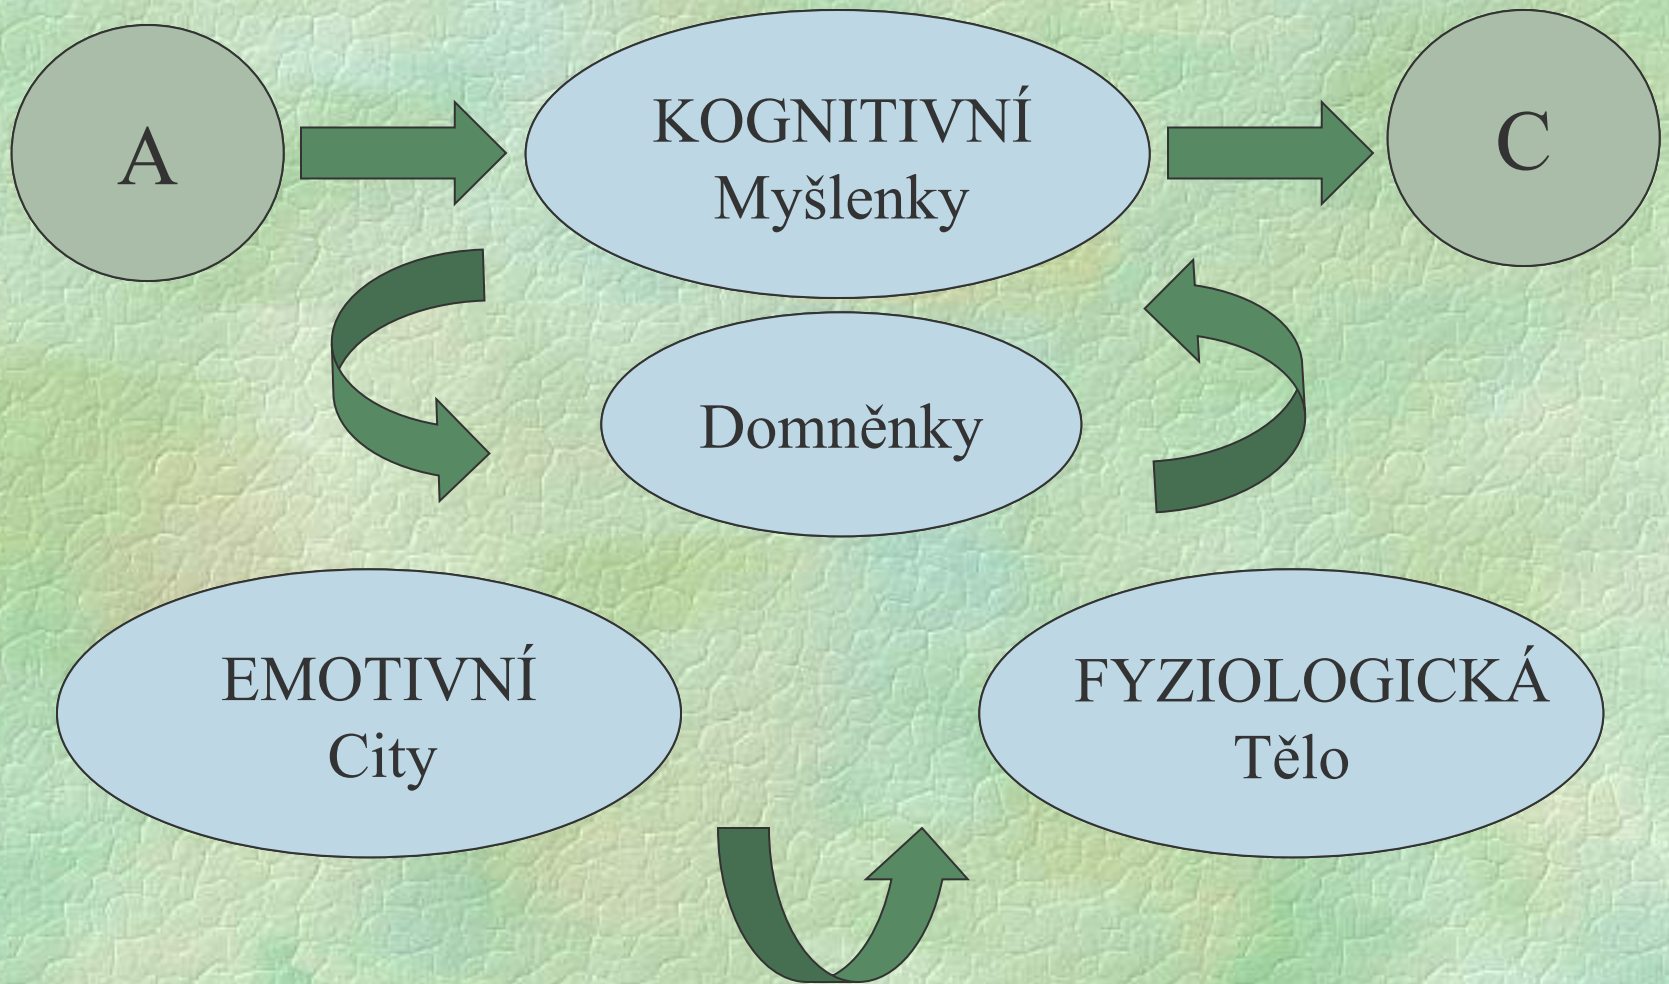 A
KOGNITIVNÍ
Myšlenky
C
Domněnky
EMOTIVNÍ
City
FYZIOLOGICKÁ
Tělo